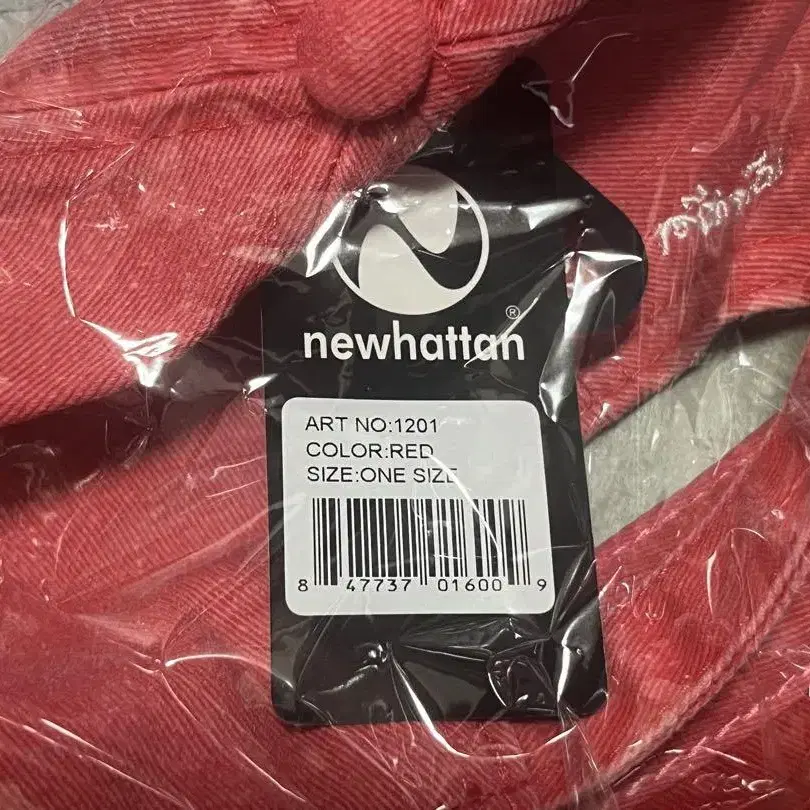 newhattan®
ART NO:1201
COLOR:RED
SIZE:ONE SIZE
8 47737 01600 9